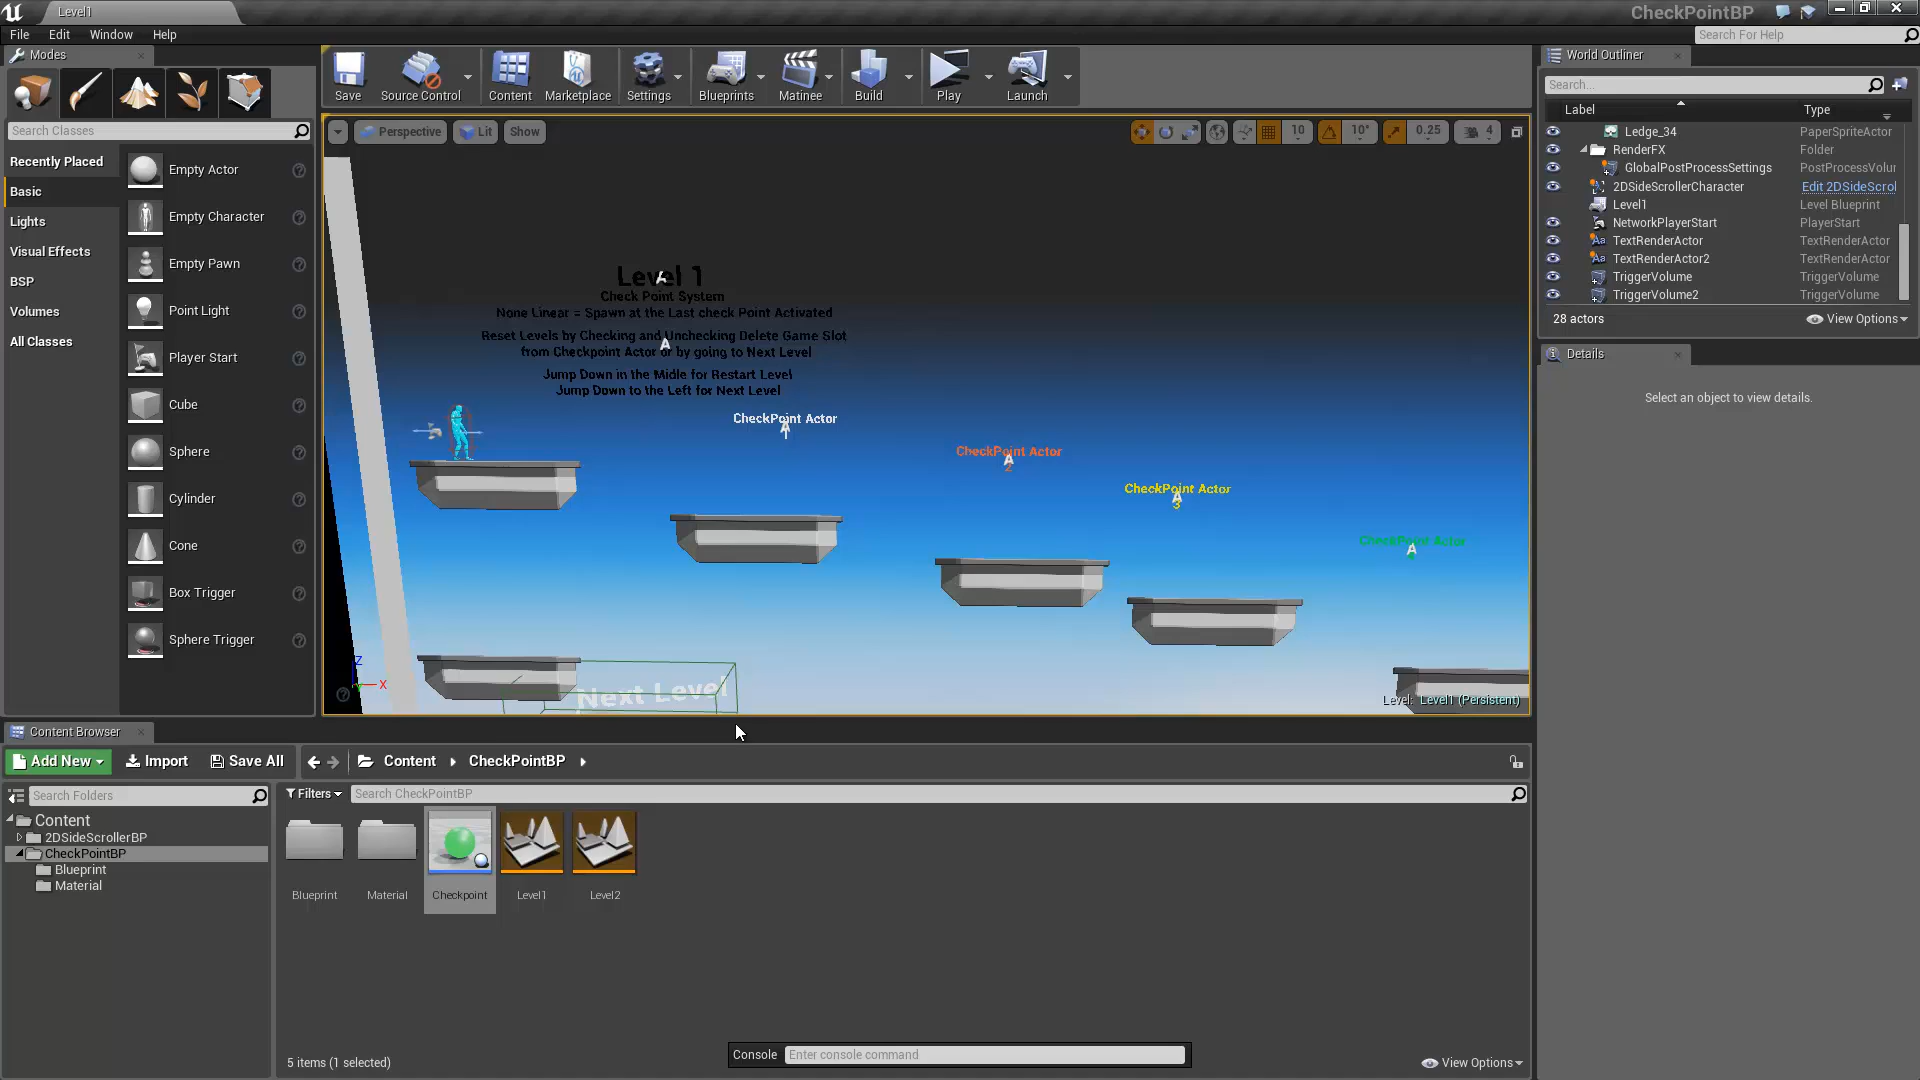 Level1
CheckPointBP
File Edit Window Help
Search For Help
Modes
Save
Source Control
Content
Marketplace
Settings
Blueprints
Matinee
Build
Play
Launch
World Outliner
Search...
Label Type
Search Classes
Recently Placed
Basic
Lights
Visual Effects
BSP
Volumes
All Classes
Empty Actor
Empty Character
Empty Pawn
Point Light
Player Start
Cube
Sphere
Cylinder
Cone
Box Trigger
Sphere Trigger
Perspective Lit Show
10 10° 0.25 4
Level 1
Check Point System
None Linear = Spawn at the Last check Point Activated
Reset Levels by Checking and Unchecking Delete Game Slot
from Checkpoint Actor or by going to Next Level
Jump Down in the Middle for Restart Level
Jump Down to the Left for Next Level
CheckPoint Actor
1
CheckPoint Actor
2
CheckPoint Actor
3
CheckPoint Actor
Next Level
Z
X
Level: Level1 (Persistent)
Ledge_34 PaperSpriteActor
RenderFX Folder
GlobalPostProcessSettings PostProcessVolur
2DSideScrollerCharacter Edit 2DSideScrol
Level1 Level Blueprint
NetworkPlayerStart PlayerStart
TextRenderActor TextRenderActor
TextRenderActor2 TextRenderActor
TriggerVolume TriggerVolume
TriggerVolume2 TriggerVolume
28 actors
View Options
Details
Select an object to view details.
Content Browser
Add New Import Save All Content CheckPointBP
Search Folders
Filters Search CheckPointBP
Content
2DSideScrollerBP
CheckPointBP
Blueprint
Material
Blueprint
Material
Checkpoint
Level1
Level2
5 items (1 selected)
Console Enter console command
View Options